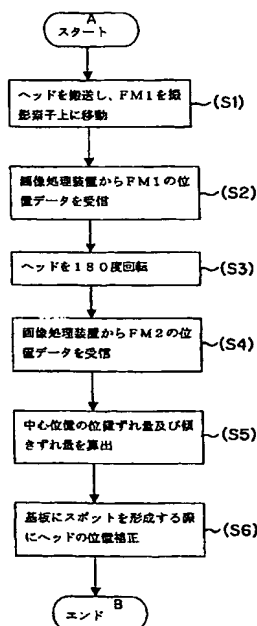 A
スタート
ヘッドを搬送し、FM1を撮
影素子上に移動
(S1)
画像処理装置からFM1の位
置データを受信
(S2)
ヘッドを180度回転
(S3)
画像処理装置からFM2の位
置データを受信
(S4)
中心位置の位置ずれ量及び傾
きずれ量を算出
(S5)
基板にスポットを形成する際
にヘッドの位置補正
(S6)
B
エンド